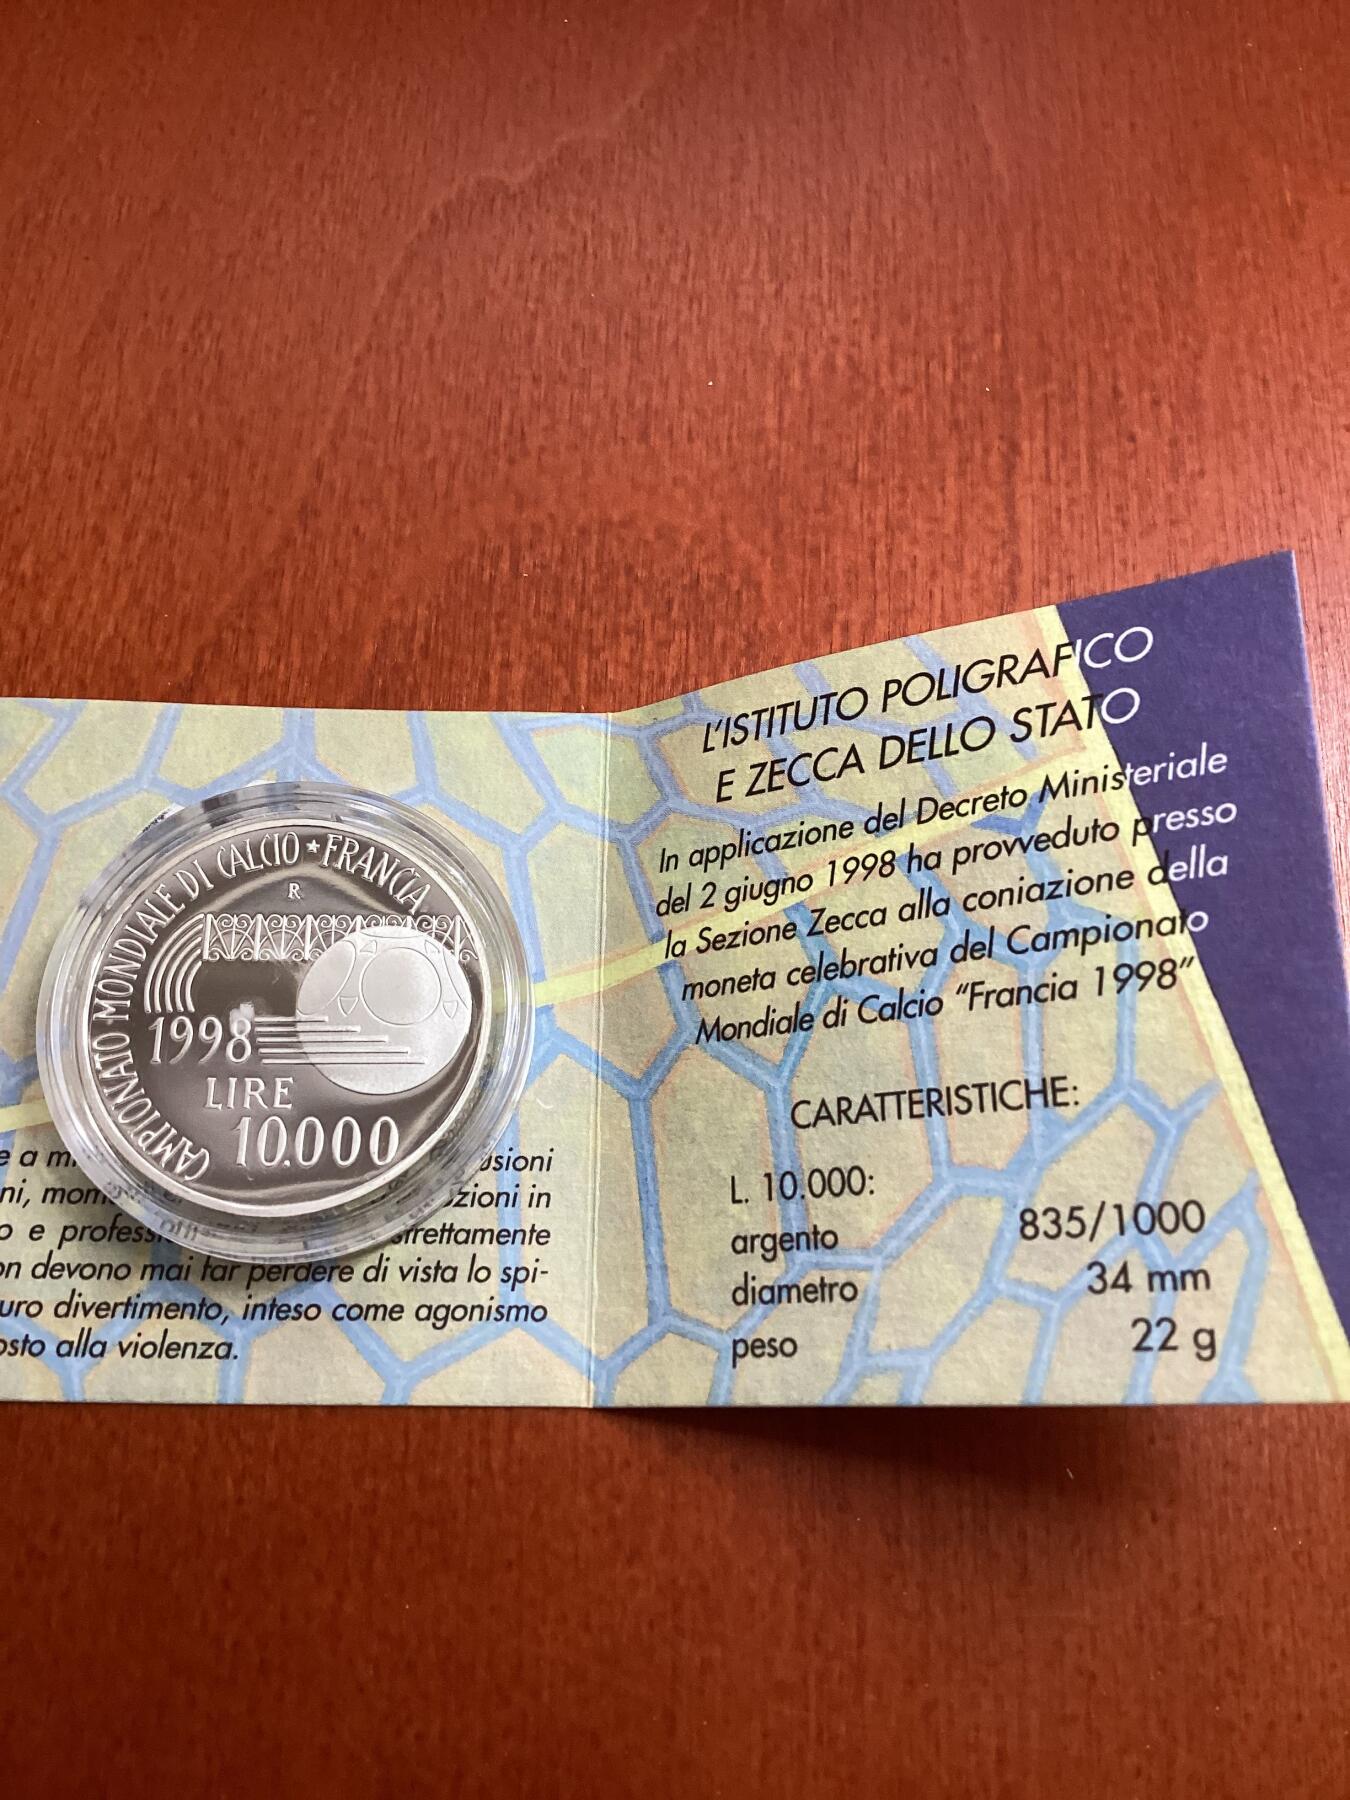 CAMPIONATO MONDIALE DI CALCIO ★ FRANCIA
R
1998
LIRE
10.000
e a
usioni
ni,
zioni in
o e
strettamente
on devono mai far perdere di vista lo spi-
uro divertimento, inteso come agonismo
osto alla violenza.
L'ISTITUTO POLIGRAFICO
E ZECCA DELLO STATO
In applicazione del Decreto Ministeriale
del 2 giugno 1998 ha provveduto presso
la Sezione Zecca alla coniazione della
moneta celebrativa del Campionato
Mondiale di Calcio “Francia 1998”
CARATTERISTICHE:
L. 10.000:
argento 835/1000
diametro 34 mm
peso 22 g